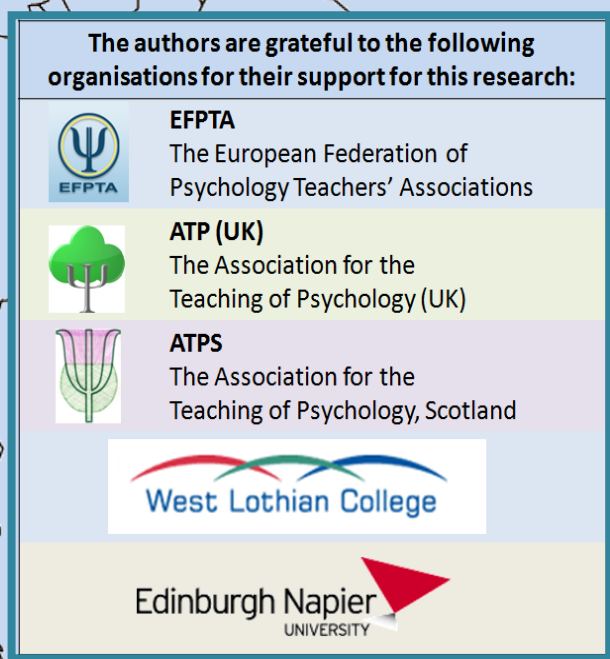 The authors are grateful to the following
organisations for their support for this research:
EFPTA
EFPTA
The European Federation of
Psychology Teachers' Associations
ATP (UK)
The Association for the
Teaching of Psychology (UK)
ATPS
The Association for the
Teaching of Psychology, Scotland
West Lothian College
Edinburgh Napier
UNIVERSITY